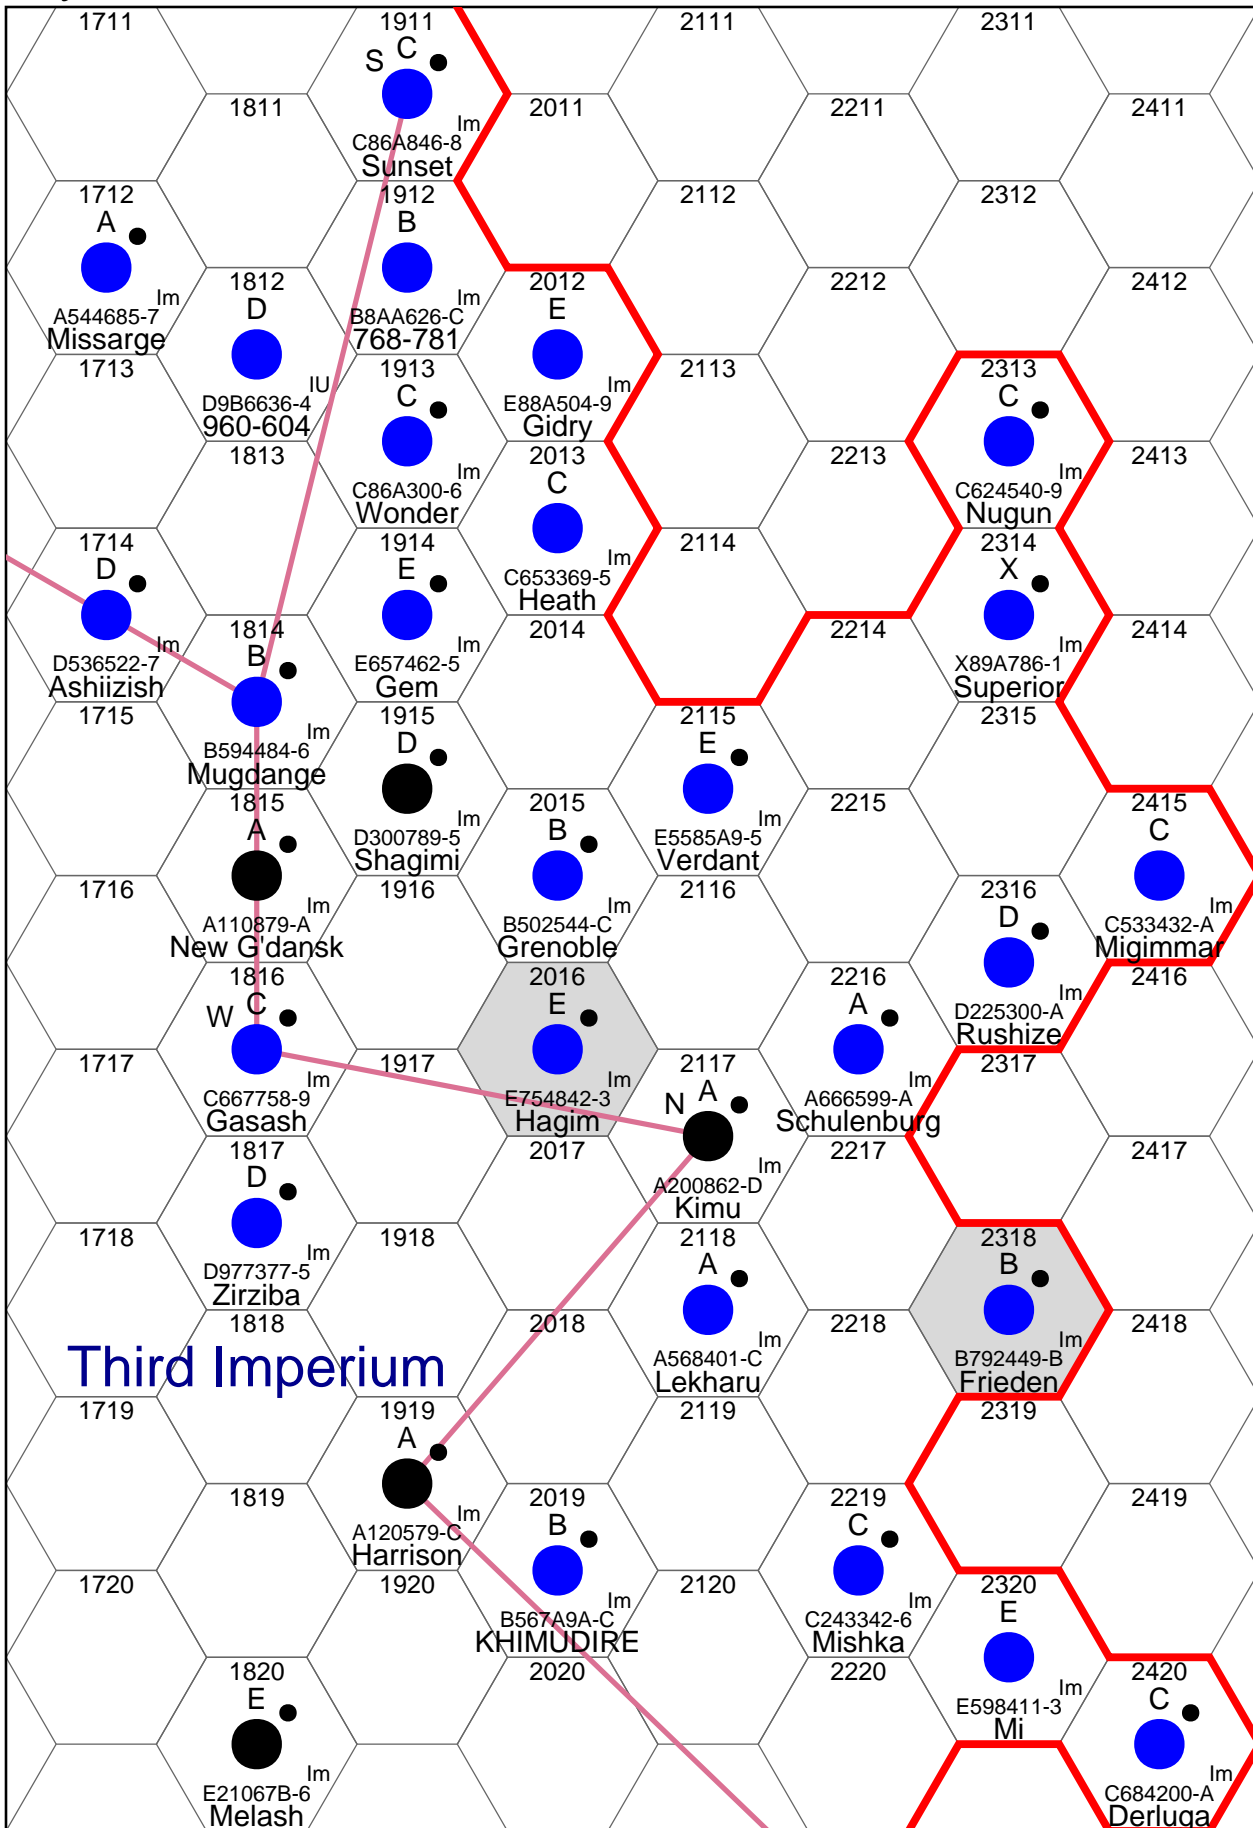 1711
1911
2111
2311
S
C
1811
2011
2211
2411
Im
C86A846-8
Sunset
1712
1912
2112
2312
A
B
1812
2012
2212
2412
Im
Im
A544685-7
D
B8AA626-C
E
Missarge
768-781
1713
1913
2113
2313
IU
C
Im
C
D9B6636-4
E88A504-9
960-604
Gidry
1813
2013
2213
2413
Im
Im
C86A300-6
C
C624540-9
Wonder
Nugun
1714
1914
2114
2314
D
E
Im
X
C653369-5
Heath
1814
2014
2214
2414
Im
Im
Im
D536522-7
B
E657462-5
X89A786-1
Ashiizish
Gem
Superior
1715
1915
2115
2315
Im
D
E
B594484-6
Mugdange
1815
2015
2215
2415
A
Im
B
Im
C
D300789-5
E5585A9-5
Shagimi
Verdant
1716
1916
2116
2316
Im
Im
D
Im
A110879-A
B502544-C
C533432-A
New G'dansk
Grenoble
Migimmar
1816
2016
2216
2416
W
C
E
A
Im
D225300-A
Rushize
1717
1917
2117
2317
Im
Im
N
A
Im
C667758-9
E754842-3
A666599-A
Gasash
Hagim
Schulenburg
1817
2017
2217
2417
D
Im
A200862-D
Kimu
1718
1918
2118
2318
Im
A
B
D977377-5
Zirziba
1818
2018
2218
2418
Third Imperium
Im
Im
A568401-C
B792449-B
Lekharu
Frieden
1719
1919
2119
2319
A
1819
2019
2219
2419
Im
B
C
A120579-C
Harrison
1720
1920
2120
2320
Im
Im
E
B567A9A-C
C243342-6
KHIMUDIRE
Mishka
1820
2020
2220
2420
E
Im
C
E598411-3
Mi
Im
Im
E21067B-6
C684200-A
Melash
Derluga